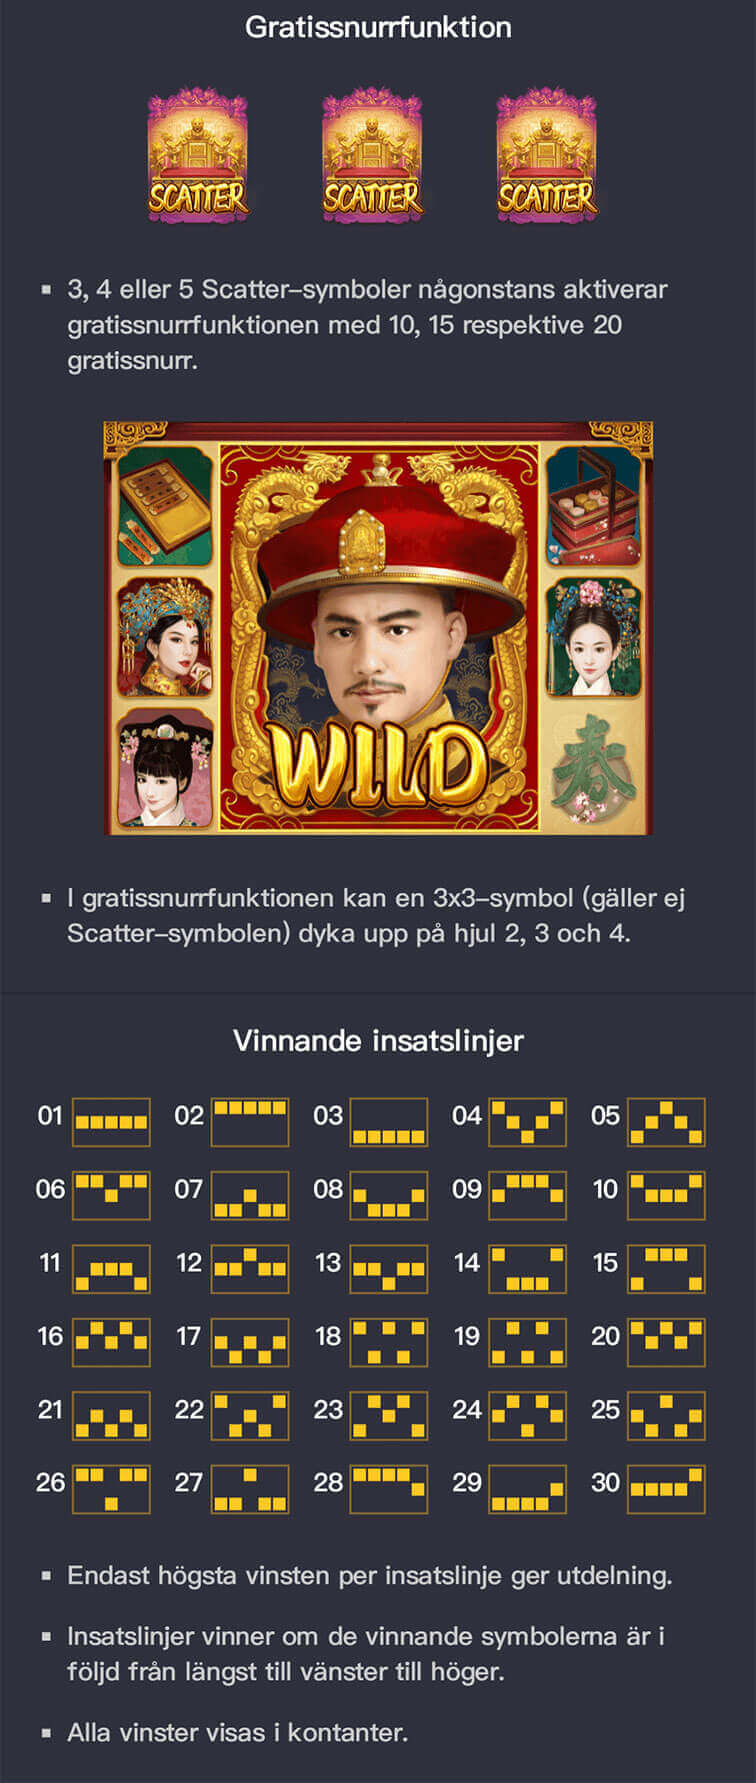 Gratissnurrfunktion
SCATTER SCATTER SCATTER
▪ 3, 4 eller 5 Scatter–symboler någonstans aktiverar
gratissnurrfunktionen med 10, 15 respektive 20
gratissnurr.
WILD
春
▪ I gratissnurrfunktionen kan en 3x3–symbol (gäller ej
Scatter–symbolen) dyka upp på hjul 2, 3 och 4.
Vinnande insatslinjer
01 02 03 04 05
06 07 08 09 10
11 12 13 14 15
16 17 18 19 20
21 22 23 24 25
26 27 28 29 30
▪ Endast högsta vinsten per insatslinje ger utdelning.
▪ Insatslinjer vinner om de vinnande symbolerna är i
följd från längst till vänster till höger.
▪ Alla vinster visas i kontanter.